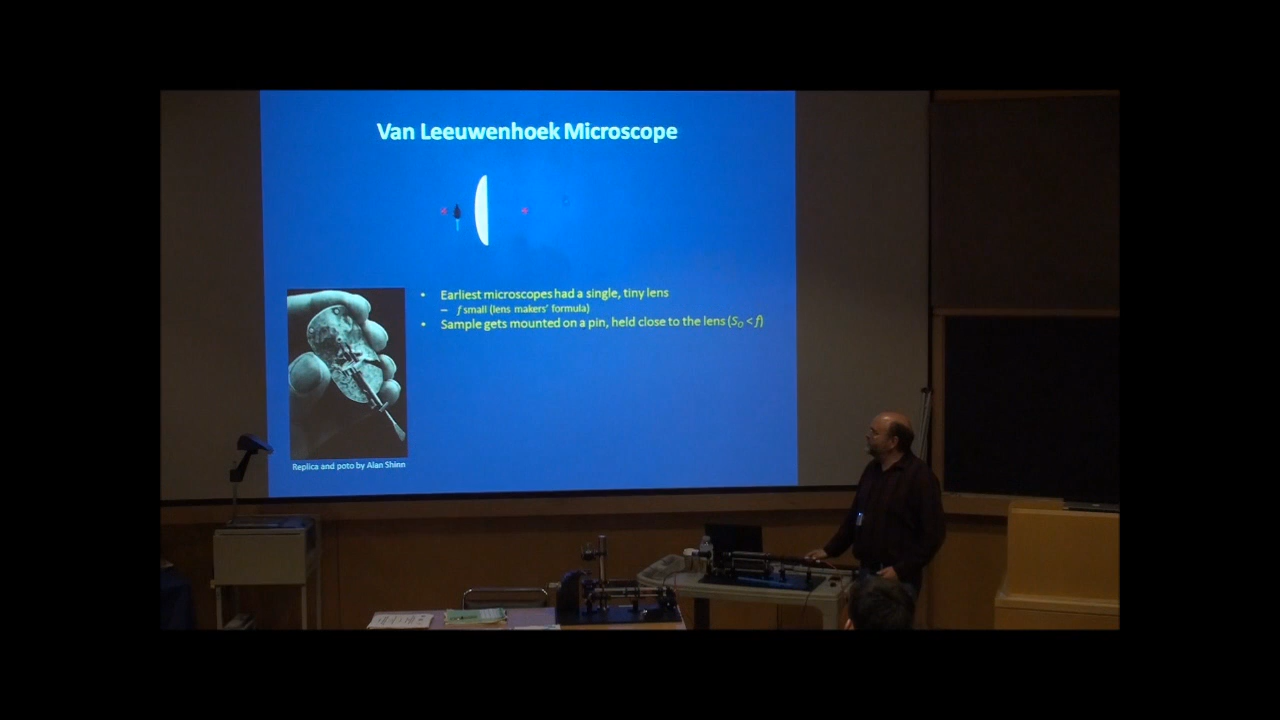 Van Leeuwenhoek Microscope
• Earliest microscopes had a single, tiny lens
– f small (lens makers' formula)
• Sample gets mounted on a pin, held close to the lens (S₀ < f)
Replica and poto by Alan Shinn